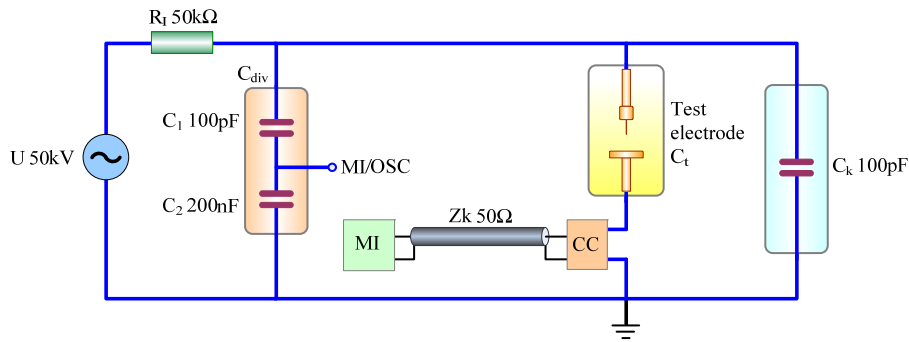 R_I 50kΩ
C_div
C_1 100pF
MI/OSC
C_2 200nF
U 50kV
Test
electrode
C_t
C_k 100pF
Zk 50Ω
MI
CC